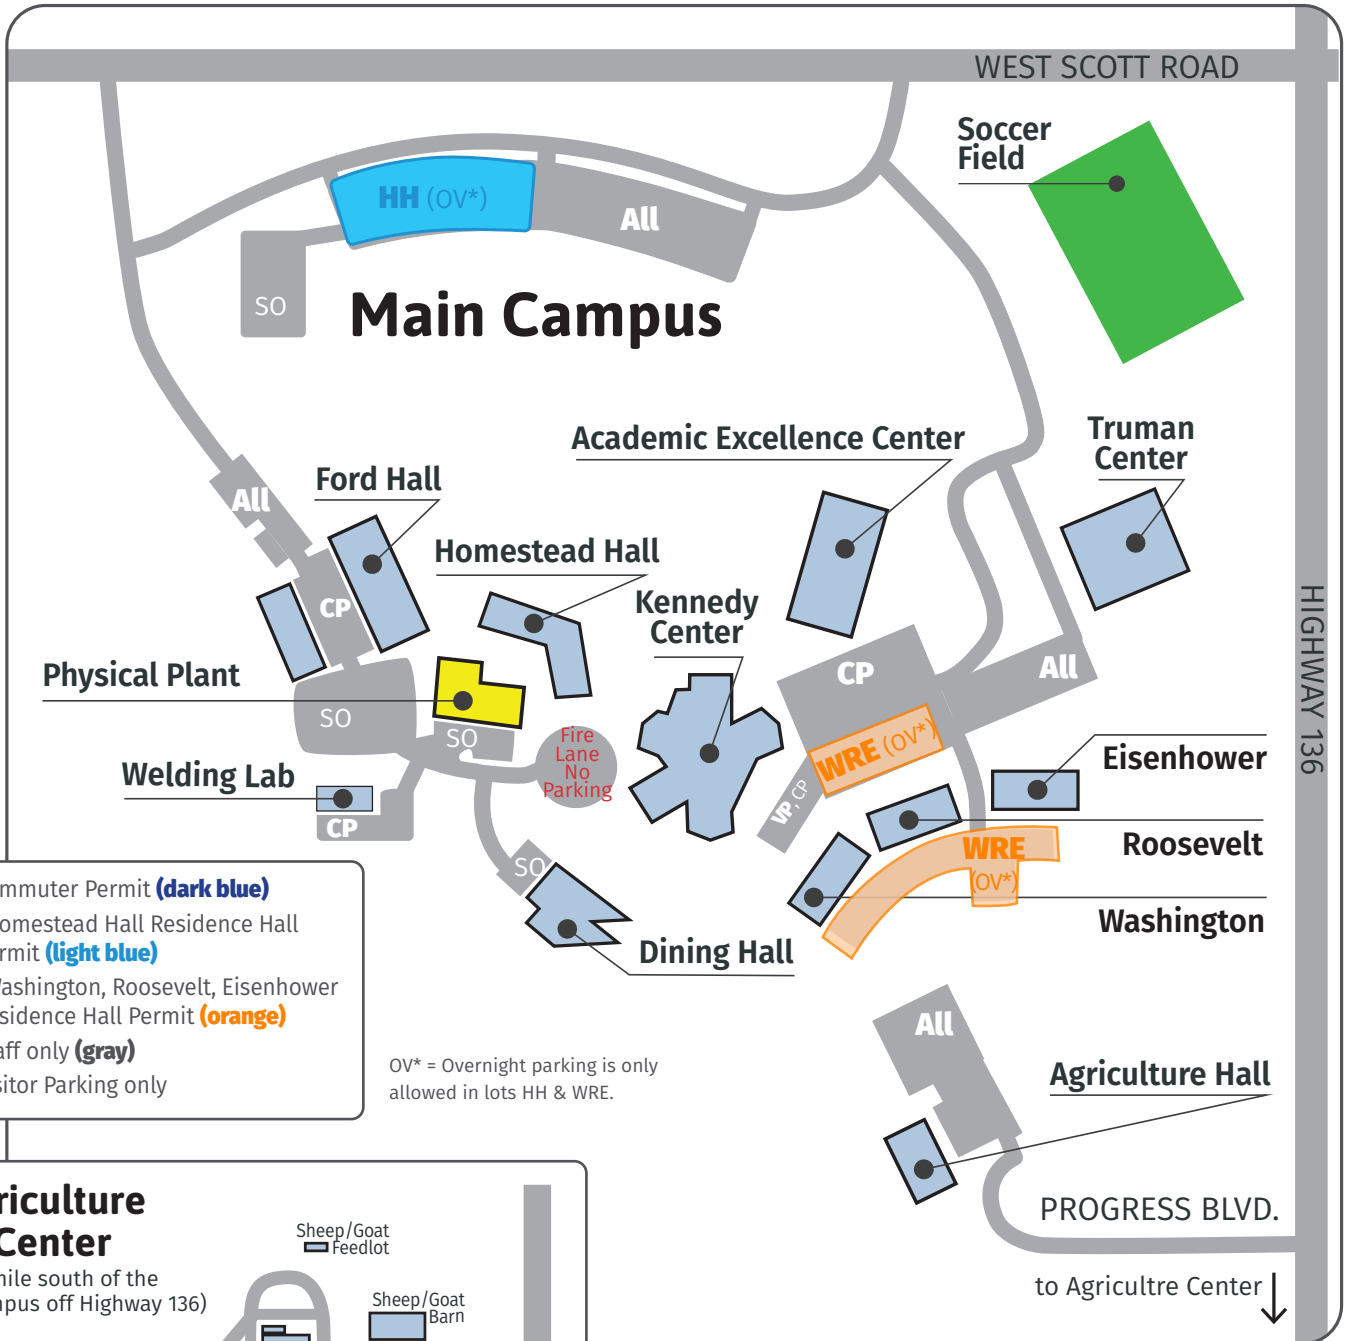 WEST SCOTT ROAD
Soccer
Field
HH (OV*)
All
SO
Main Campus
Academic Excellence Center
Truman
Center
Ford Hall
All
Homestead Hall
Kennedy
Center
CP
HIGHWAY 136
Physical Plant
CP
All
SO
SO
Fire
Lane
No
Parking
WRE (OV*)
Eisenhower
Welding Lab
VP, CP
CP
Roosevelt
WRE
(OV*)
SO
Washington
Dining Hall
mmuter Permit (dark blue)
omestead Hall Residence Hall
rmit (light blue)
ashington, Roosevelt, Eisenhower
sidence Hall Permit (orange)
aff only (gray)
sitor Parking only
OV* = Overnight parking is only
allowed in lots HH & WRE.
All
Agriculture Hall
PROGRESS BLVD.
to Agricultre Center
riculture
Center
nile south of the
npus off Highway 136)
Sheep/Goat
Feedlot
Sheep/Goat
Barn